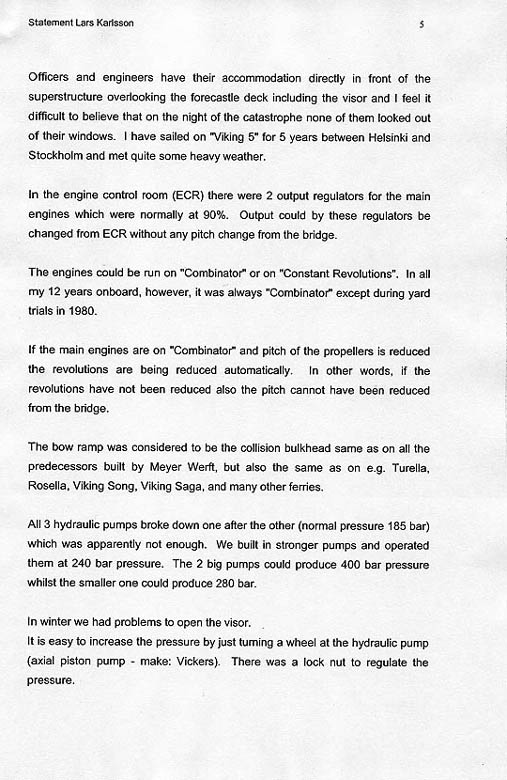 Statement Lars Karlsson 5
Officers and engineers have their accommodation directly in front of the
superstructure overlooking the forecastle deck including the visor and I feel it
difficult to believe that on the night of the catastrophe none of them looked out
of their windows. I have sailed on "Viking 5" for 5 years between Helsinki and
Stockholm and met quite some heavy weather.
In the engine control room (ECR) there were 2 output regulators for the main
engines which were normally at 90%. Output could by these regulators be
changed from ECR without any pitch change from the bridge.
The engines could be run on "Combinator" or on "Constant Revolutions". In all
my 12 years onboard, however, it was always "Combinator" except during yard
trials in 1980.
If the main engines are on "Combinator" and pitch of the propellers is reduced
the revolutions are being reduced automatically. In other words, if the
revolutions have not been reduced also the pitch cannot have been reduced
from the bridge.
The bow ramp was considered to be the collision bulkhead same as on all the
predecessors built by Meyer Werft, but also the same as on e.g. Turella,
Rosella, Viking Song, Viking Saga, and many other ferries.
All 3 hydraulic pumps broke down one after the other (normal pressure 185 bar)
which was apparently not enough. We built in stronger pumps and operated
them at 240 bar pressure. The 2 big pumps could produce 400 bar pressure
whilst the smaller one could produce 280 bar.
In winter we had problems to open the visor.
It is easy to increase the pressure by just turning a wheel at the hydraulic pump
(axial piston pump - make: Vickers). There was a lock nut to regulate the
pressure.